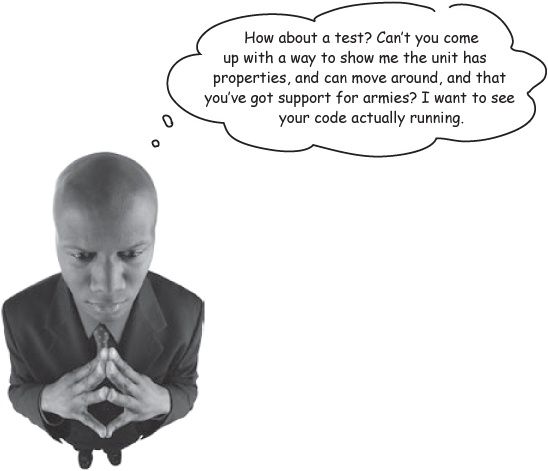 How about a test? Can't you come
up with a way to show me the unit has
properties, and can move around, and that
you've got support for armies? I want to see
your code actually running.